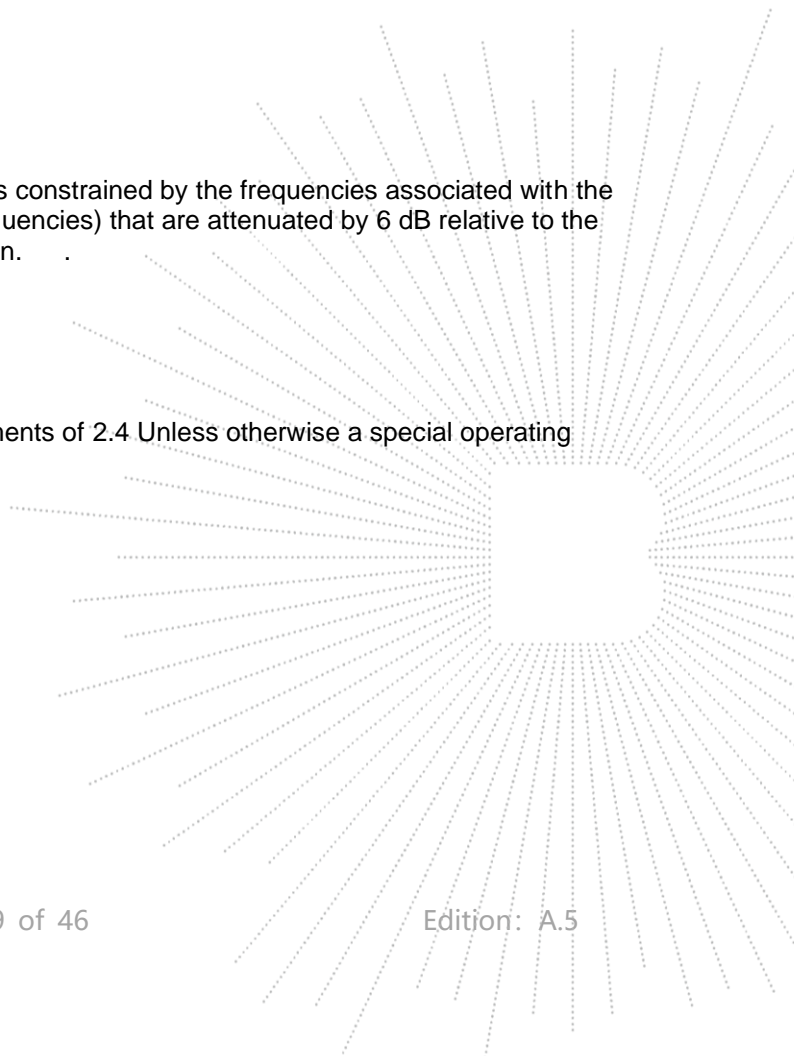 s constrained by the frequencies associated with the
quencies) that are attenuated by 6 dB relative to the
n. .
nents of 2.4 Unless otherwise a special operating
9 of 46 Edition: A.5